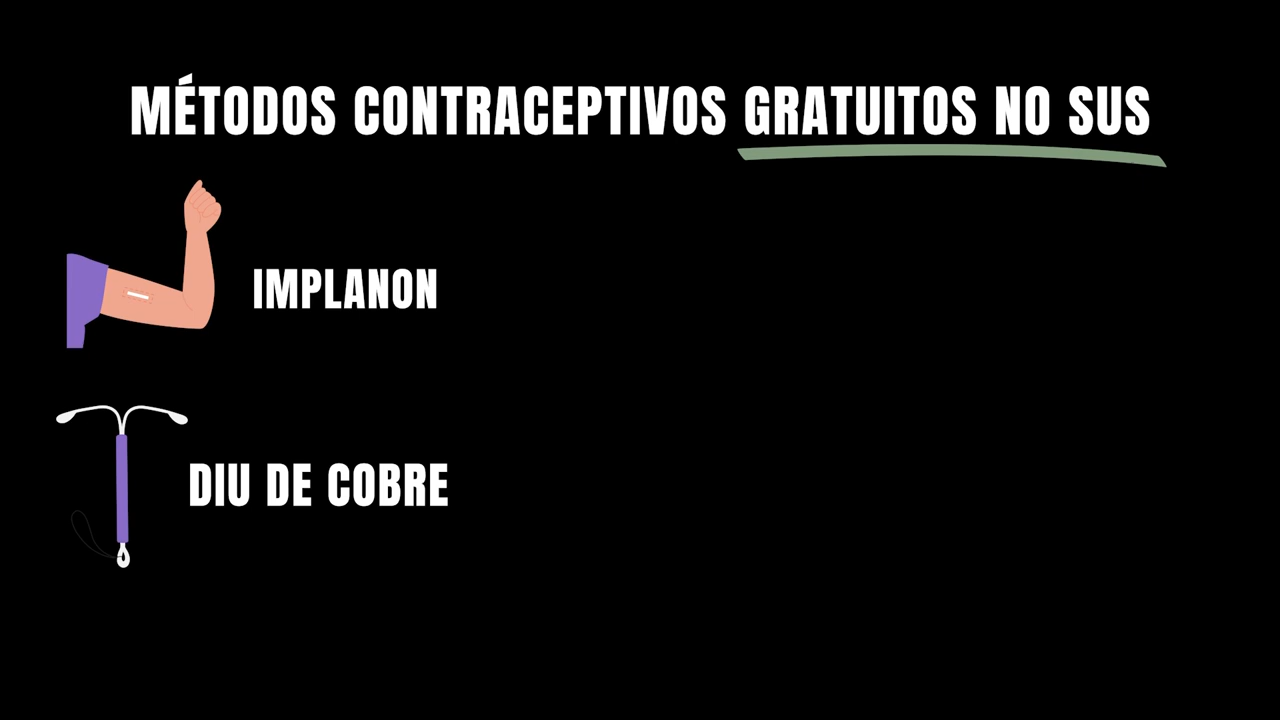 MÉTODOS CONTRACEPTIVOS GRATUITOS NO SUS
IMPLANON
DIU DE COBRE